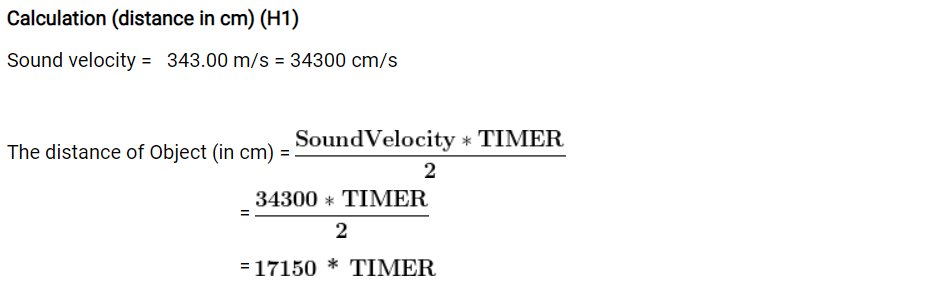 Calculation (distance in cm) (H1)
Sound velocity = 343.00 m/s = 34300 cm/s
The distance of Object (in cm) = SoundVelocity * TIMER
2
= 34300 * TIMER
2
= 17150 * TIMER